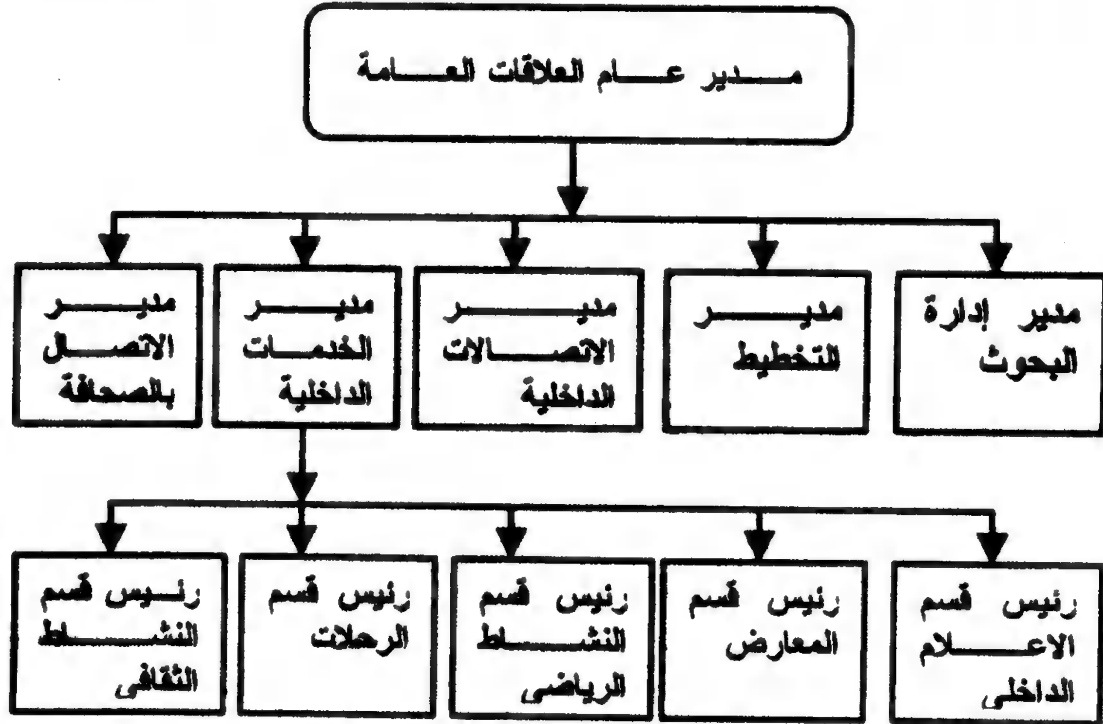 مدير عام العلاقات العامة
مدير إدارة
البحوث
مدير
التخطيط
مدير
الاتصالات
الداخلية
مدير
الخدمات
الداخلية
مدير
الاتصال
بالصحافة
رئيس قسم
الاعلام
الداخلى
رئيس قسم
المعارض
رئيس قسم
النشاط
الرياضى
رئيس قسم
الرحلات
رئيس قسم
النشاط
الثقافى